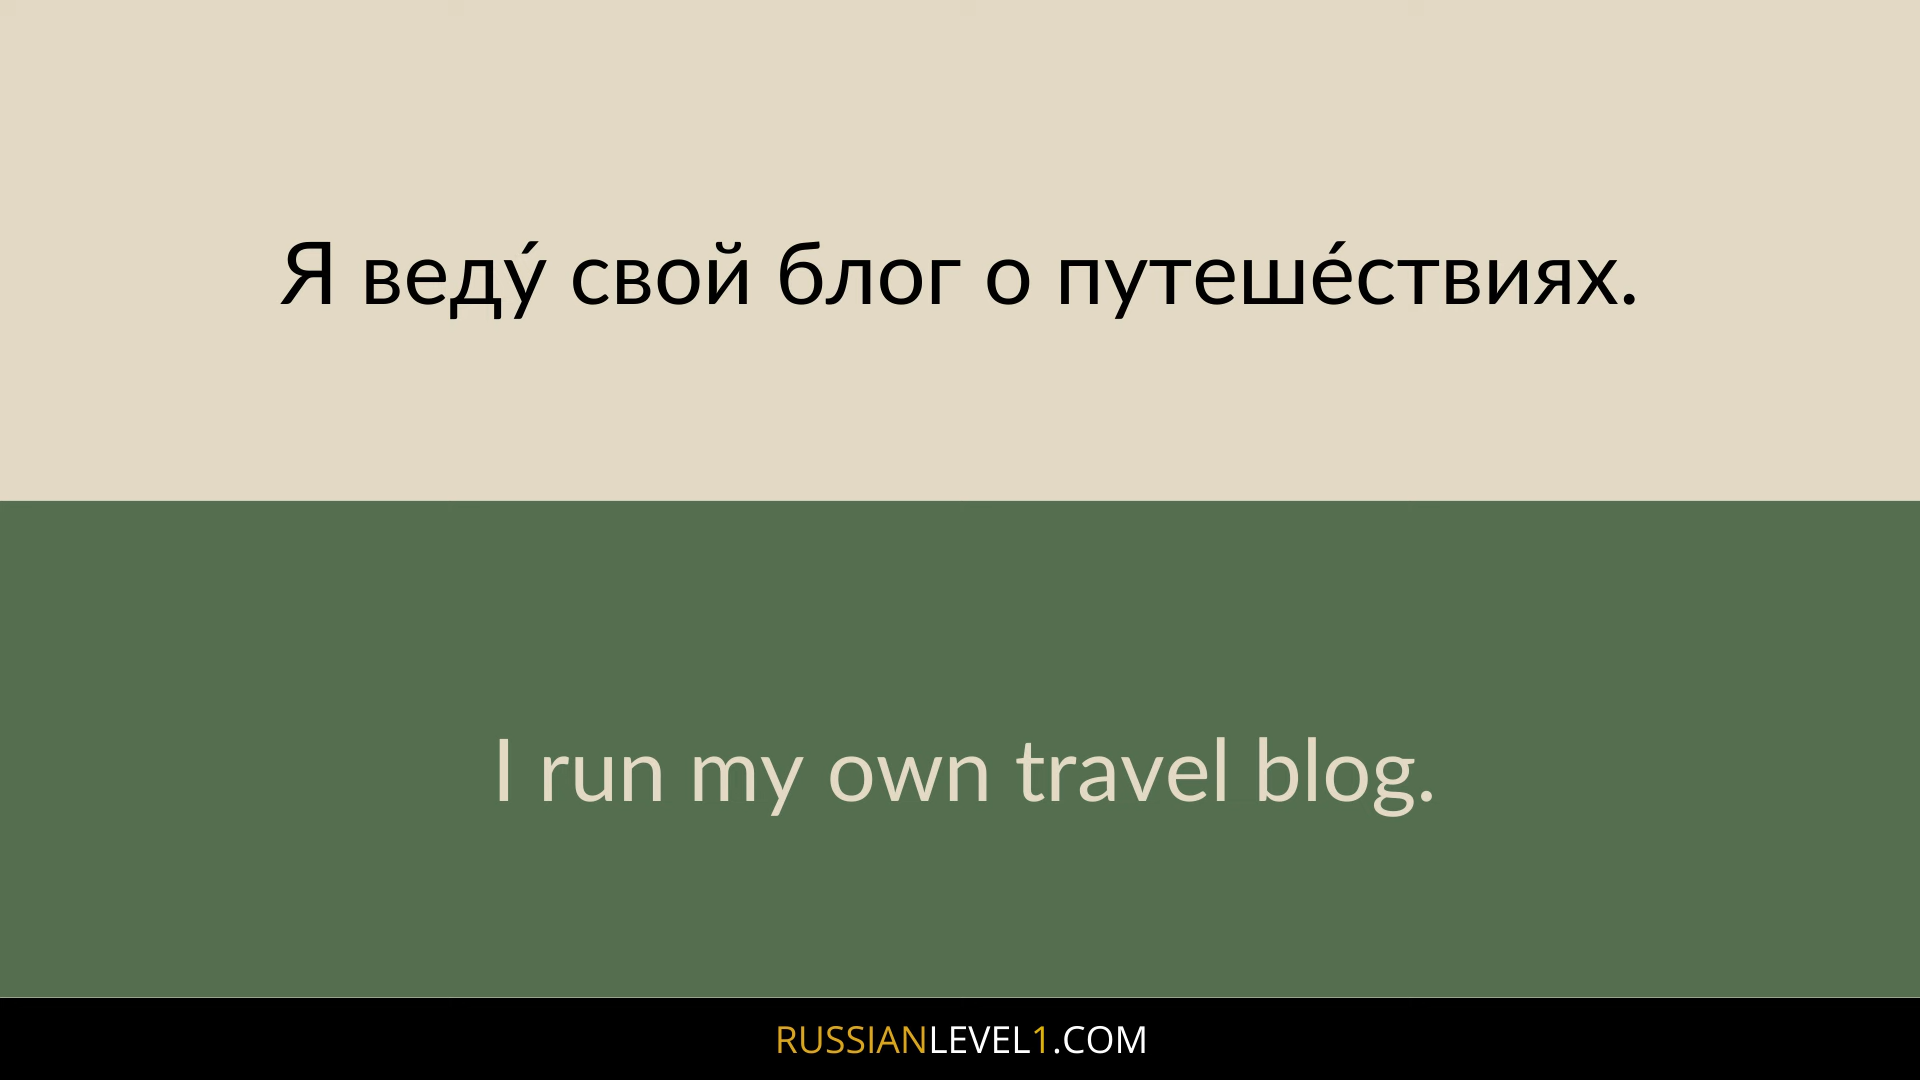 Я веду́ свой блог о путеше́ствиях.
I run my own travel blog.
RUSSIANLEVEL1.COM